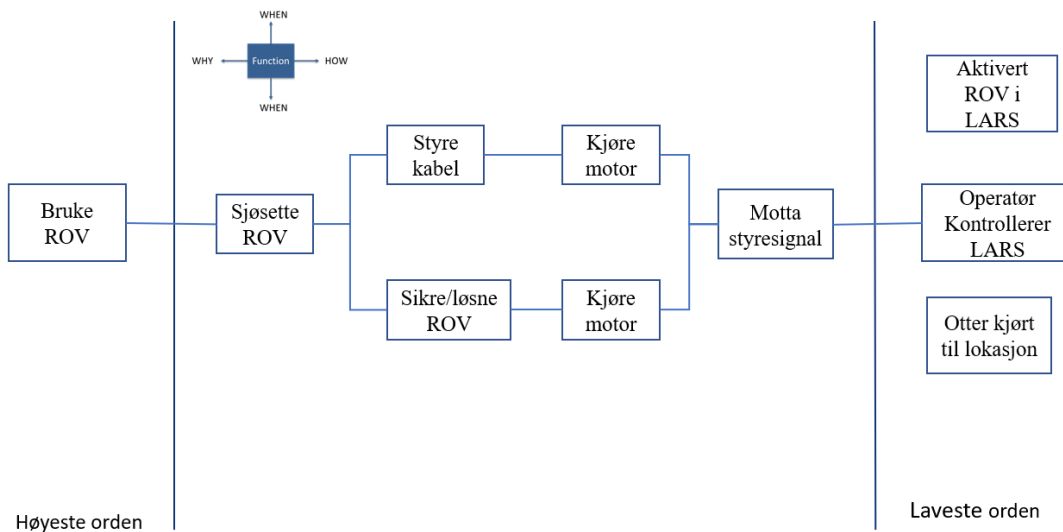 WHEN
WHY
Function
HOW
WHEN
Bruke
ROV
Sjøsette
ROV
Styre
kabel
Kjøre
motor
Sikre/løsne
ROV
Kjøre
motor
Motta
styresignal
Aktivert
ROV i
LARS
Operatør
Kontrollerer
LARS
Otter kjørt
til lokasjon
Høyeste orden
Laveste orden